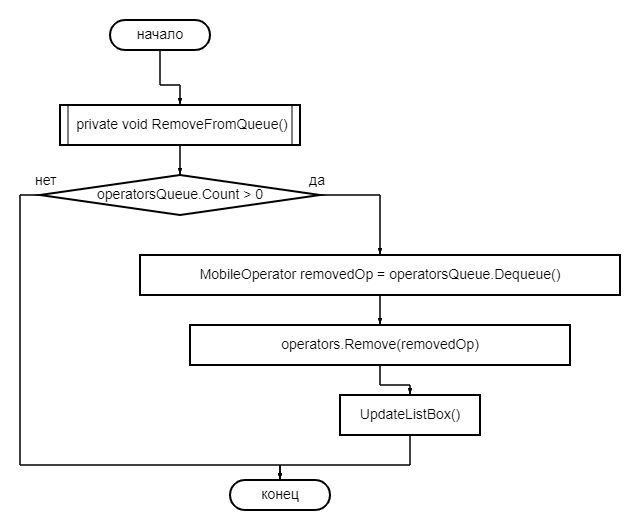 начало
private void RemoveFromQueue()
нет
да
operatorsQueue.Count > 0
MobileOperator removedOp = operatorsQueue.Dequeue()
operators.Remove(removedOp)
UpdateListBox()
конец